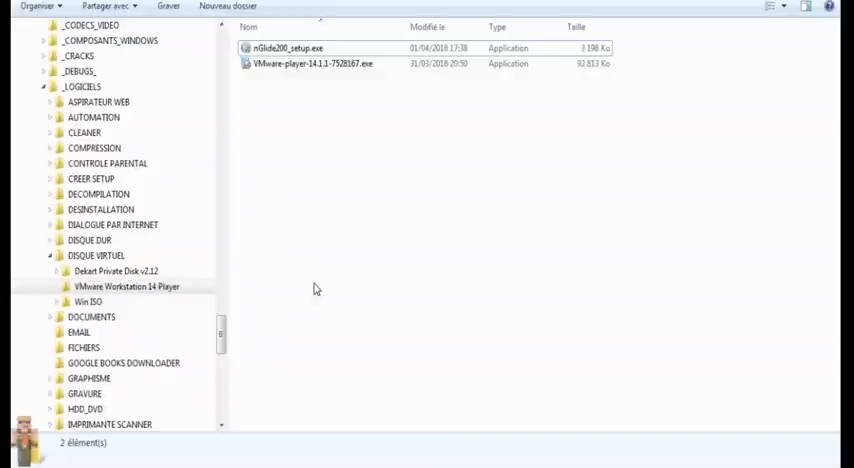 Organiser Partager avec Graver Nouveau dossier
Nom Modifié le Type Taille
nGlide200_setup.exe 01/04/2018 17:38 Application 3 198 Ko
VMware-player-14.1.1-7528167.exe 31/03/2018 20:50 Application 92 813 Ko
_CODECS_VIDEO
_COMPOSANTS_WINDOWS
_CRACKS
_DEBUGS_
_LOGICIELS
ASPIRATEUR WEB
AUTOMATION
CLEANER
COMPRESSION
CONTROLE PARENTAL
CREER SETUP
DECOMPILATION
DESINSTALLATION
DIALOGUE PAR INTERNET
DISQUE DUR
DISQUE VIRTUEL
Dekart Private Disk v2.12
VMware Workstation 14 Player
Win ISO
DOCUMENTS
EMAIL
FICHIERS
GOOGLE BOOKS DOWNLOADER
GRAPHISME
GRAVURE
HDD_DVD
IMPRIMANTE SCANNER
2 élément(s)